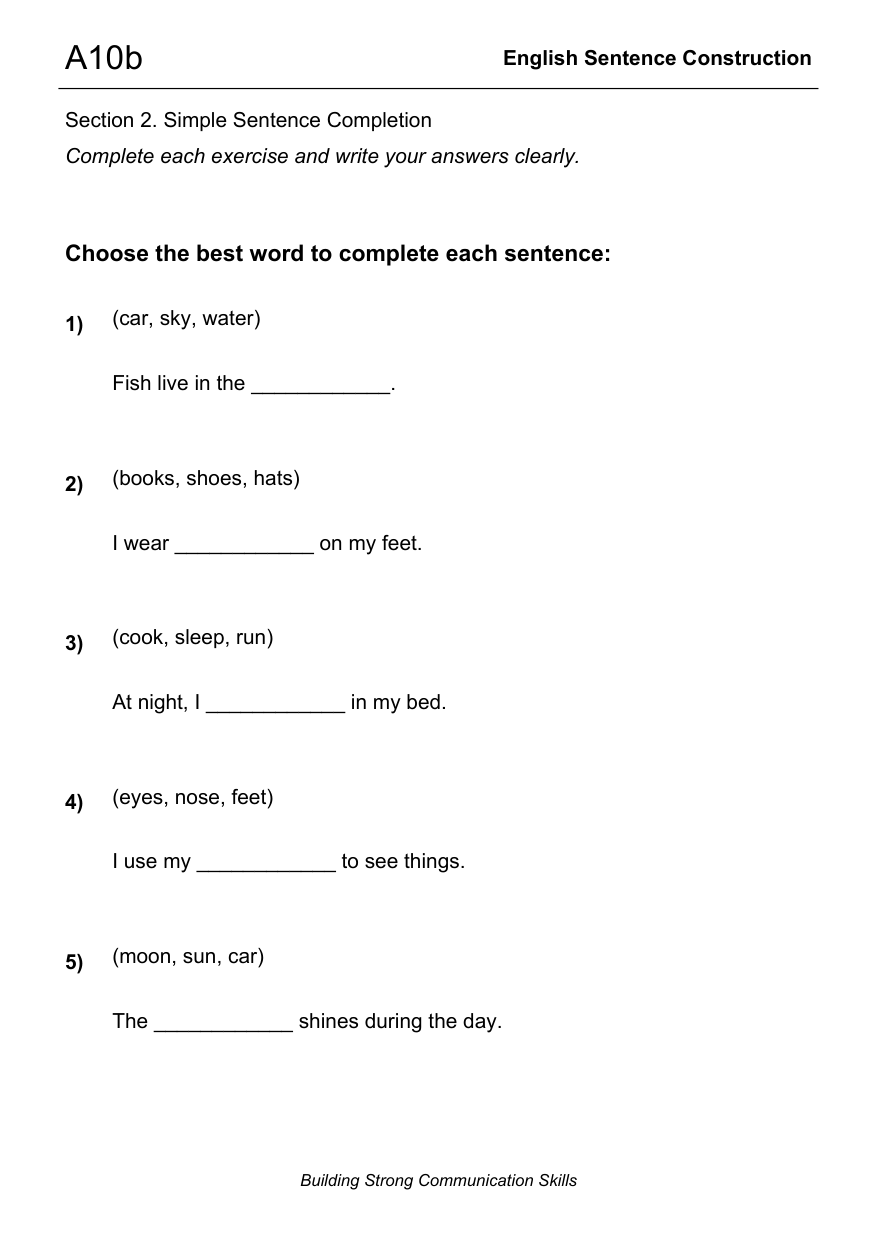 A10b
English Sentence Construction
Section 2. Simple Sentence Completion
Complete each exercise and write your answers clearly.
Choose the best word to complete each sentence:
1) (car, sky, water)
Fish live in the ____________.
2) (books, shoes, hats)
I wear ____________ on my feet.
3) (cook, sleep, run)
At night, I ____________ in my bed.
4) (eyes, nose, feet)
I use my ____________ to see things.
5) (moon, sun, car)
The ____________ shines during the day.
Building Strong Communication Skills